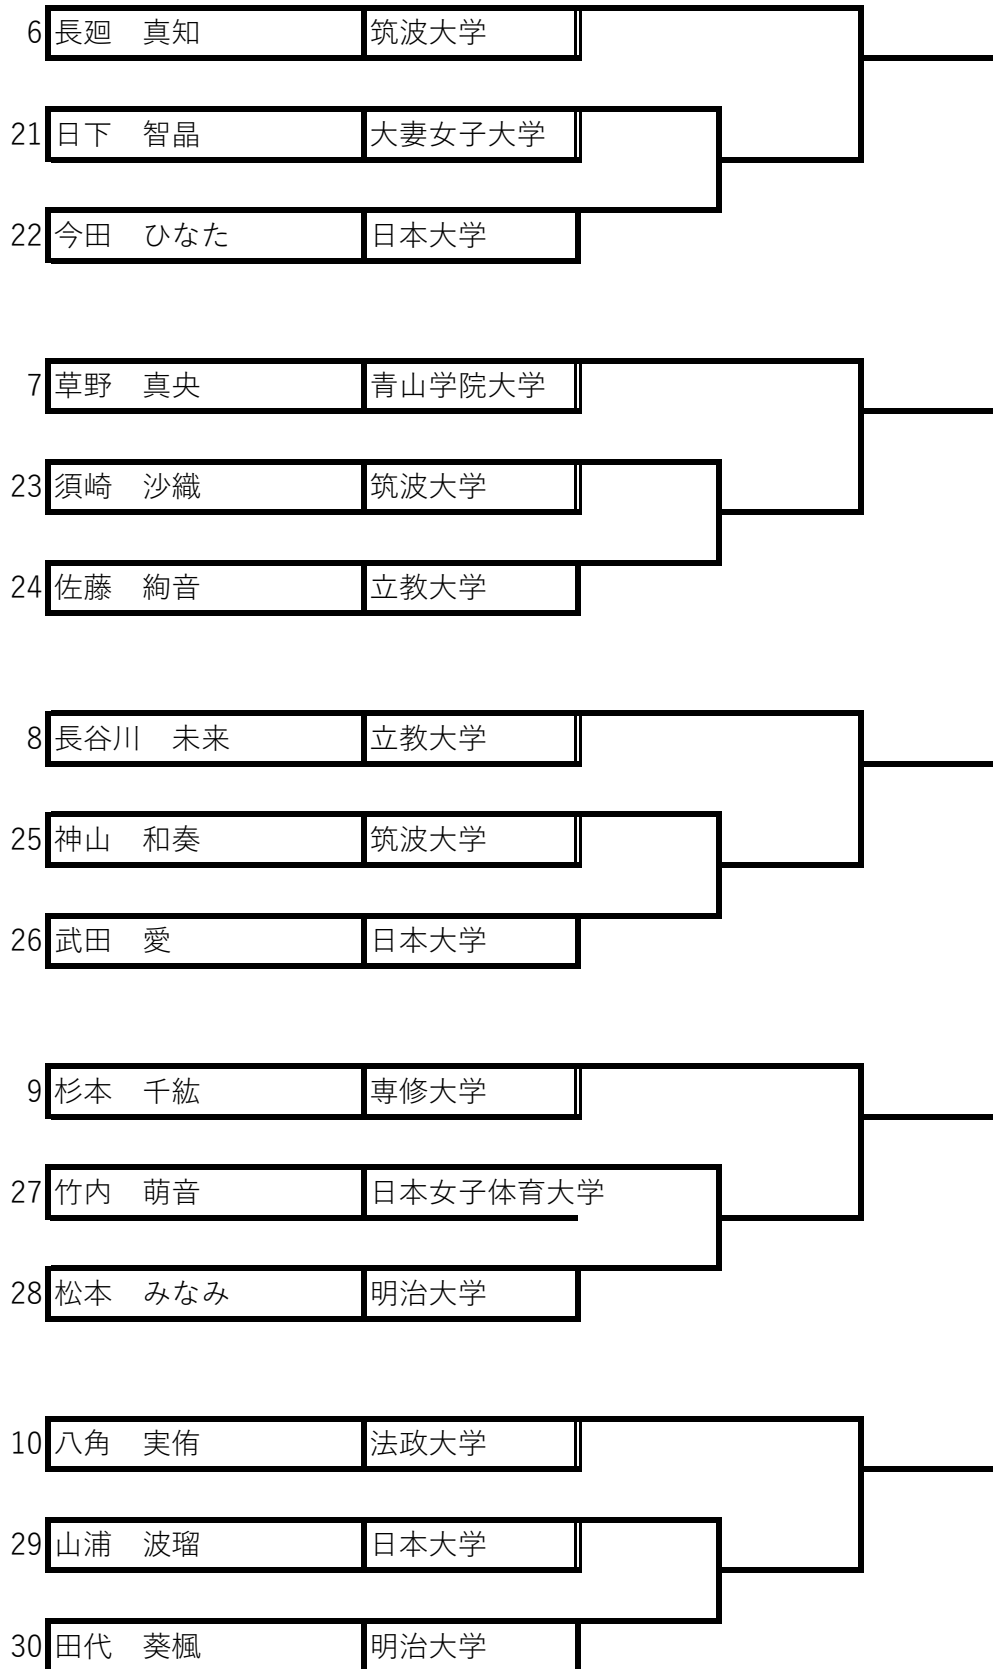 6 長廻　真知 筑波大学
21 日下　智晶 大妻女子大学
22 今田　ひなた 日本大学
7 草野　真央 青山学院大学
23 須崎　沙織 筑波大学
24 佐藤　絢音 立教大学
8 長谷川　未来 立教大学
25 神山　和奏 筑波大学
26 武田　愛 日本大学
9 杉本　千紘 専修大学
27 竹内　萌音 日本女子体育大学
28 松本　みなみ 明治大学
10 八角　実侑 法政大学
29 山浦　波瑠 日本大学
30 田代　葵楓 明治大学